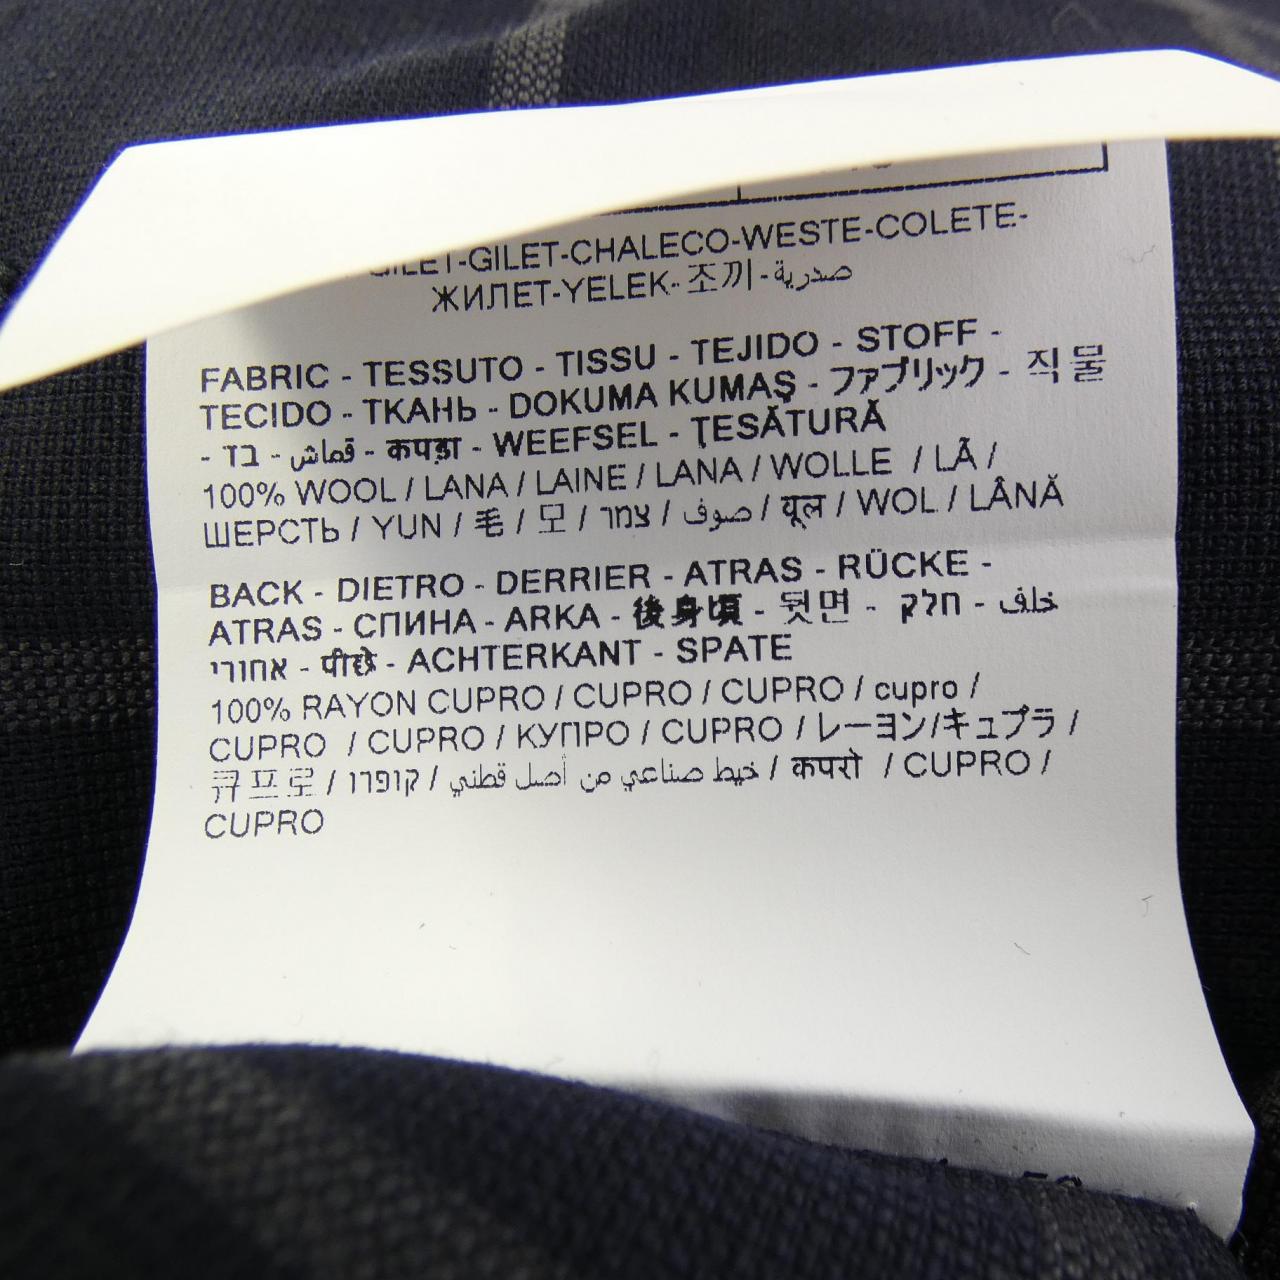 GILET-GILET-CHALECO-WESTE-COLETE-
ЖИЛЕТ-YELEK-조끼-صدرية
FABRIC - TESSUTO - TISSU - TEJIDO - STOFF -
TECIDO - ТКАНЬ - DOKUMA KUMAŞ - ファブリック - 직물
- בד - قماش - कपड़ा - WEEFSEL - ŢESĂTURĂ
100% WOOL / LANA / LAINE / LANA / WOLLE / LÃ /
ШЕРСТЬ / YUN / 毛 / 모 / צמר / صوف / यूल / WOL / LÂNĂ
BACK - DIETRO - DERRIER - ATRAS - RÜCKE -
ATRAS - СПИНА - ARKA - 後身頃 - 뒷면 - חלק - خلف
אחורי - पीछे - ACHTERKANT - SPATE
100% RAYON CUPRO / CUPRO / CUPRO / cupro /
CUPRO / CUPRO / КУПРО / CUPRO / レーヨン/キュプラ /
큐프로 / קופרו / خيط صناعي من أصل قطني / कपरो / CUPRO /
CUPRO